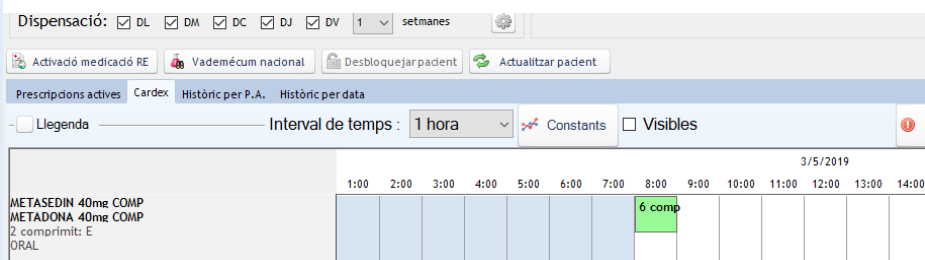 Dispensació: DL DM DC DJ DV 1 setmanes
Activació medicació RE Vademécum nacional Desbloquejar pacient Actualitzar pacient
Prescripcions actives Cardex Històric per P.A. Històric per data
Llegenda Interval de temps : 1 hora Constants Visibles
3/5/2019
1:00 2:00 3:00 4:00 5:00 6:00 7:00 8:00 9:00 10:00 11:00 12:00 13:00 14:00
METASEDIN 40mg COMP 6 comp
METADONA 40mg COMP
2 comprimit: E
ORAL